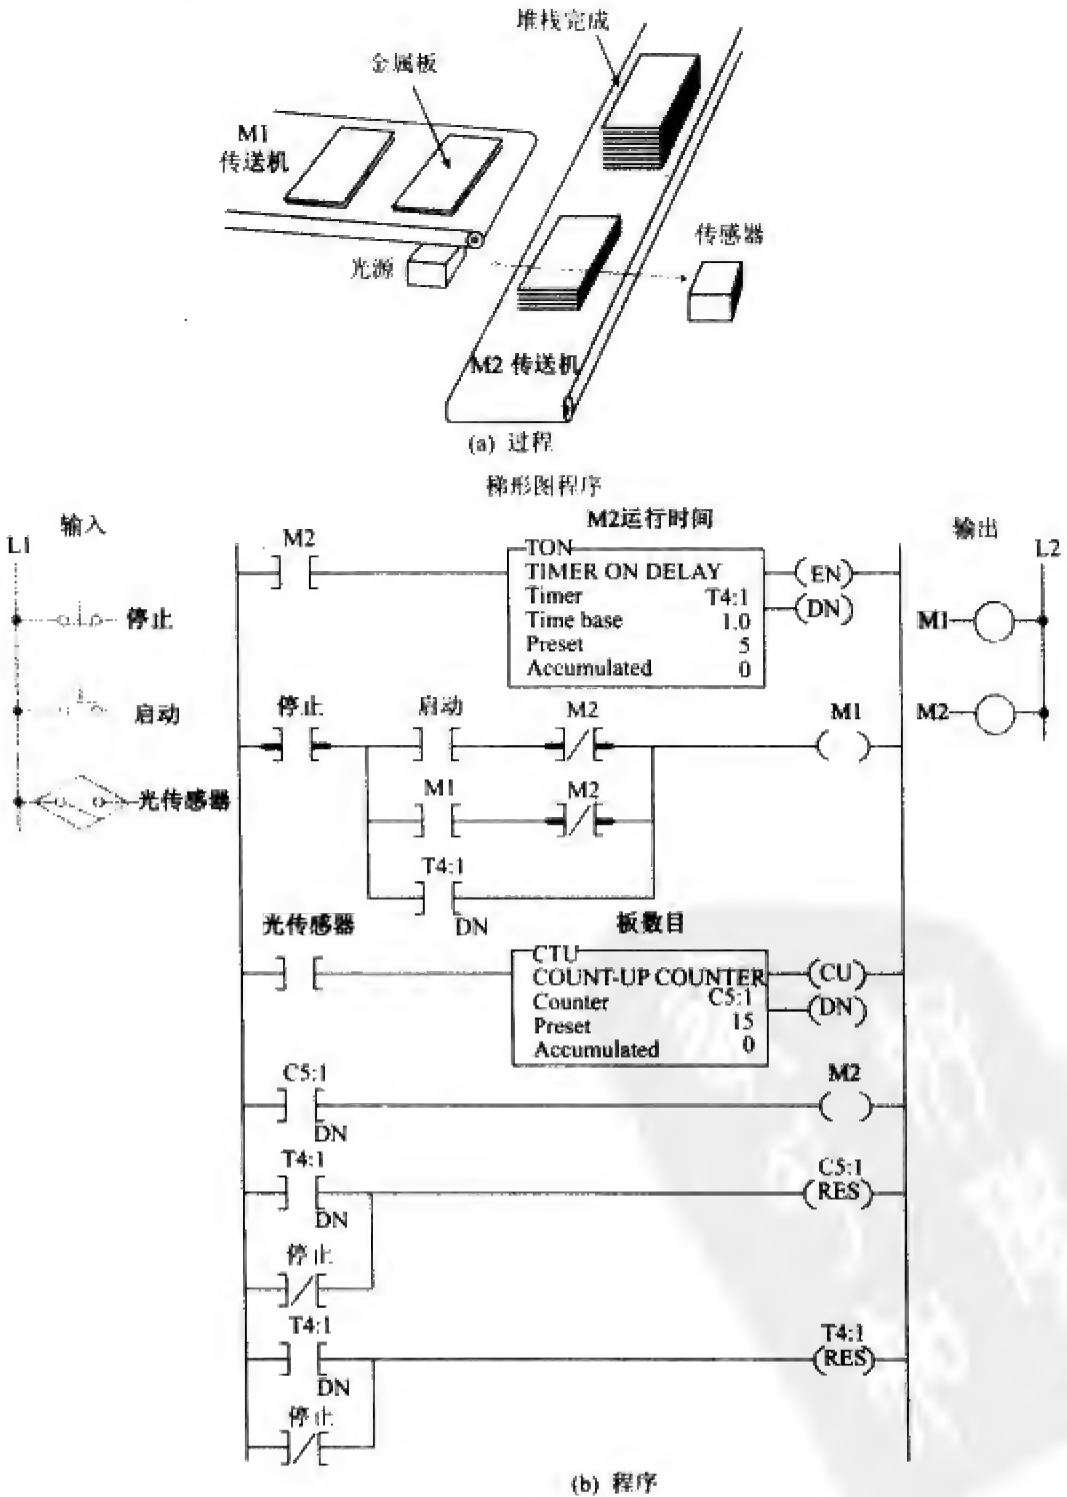 堆栈完成
金属板
M1
传送机
传感器
光源
M2 传送机
(a) 过程
梯形图程序
输入
M2运行时间
输出
L1
L2
M2
TON
TIMER ON DELAY
Timer T4:1
Time base 1.0
Preset 5
Accumulated 0
EN
DN
停止
M1
启动
M2
停止
启动
M2
M1
M1
M2
光传感器
T4:1
DN
光传感器
板数目
CTU
COUNT-UP COUNTER
Counter C5:1
Preset 15
Accumulated 0
CU
DN
C5:1
DN
M2
T4:1
DN
C5:1
RES
停止
T4:1
DN
T4:1
RES
停止
(b) 程序